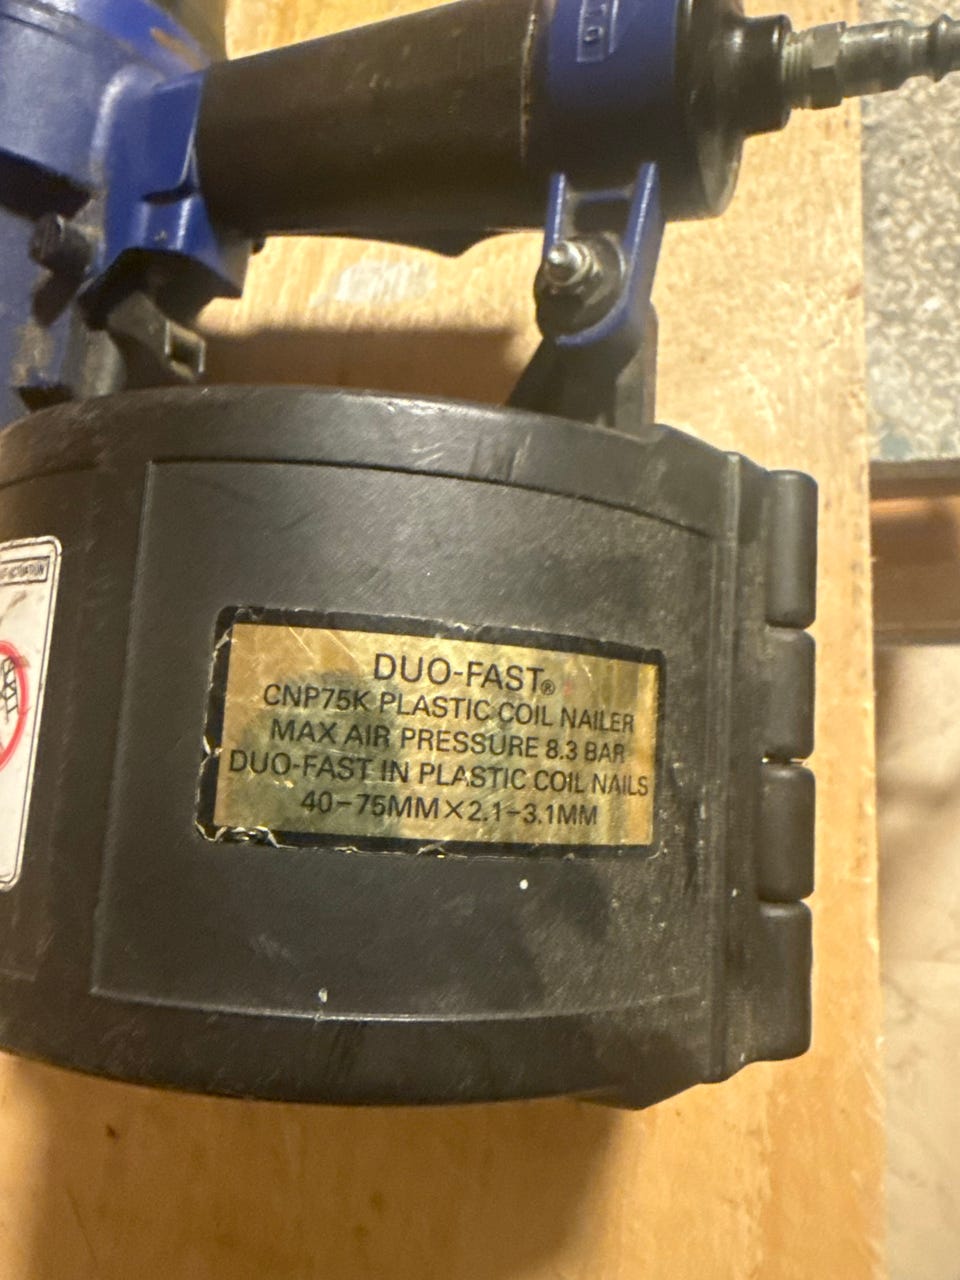 DUO-FAST®
CNP75K PLASTIC COIL NAILER
MAX AIR PRESSURE 8.3 BAR
DUO-FAST IN PLASTIC COIL NAILS
40-75MM×2.1-3.1MM